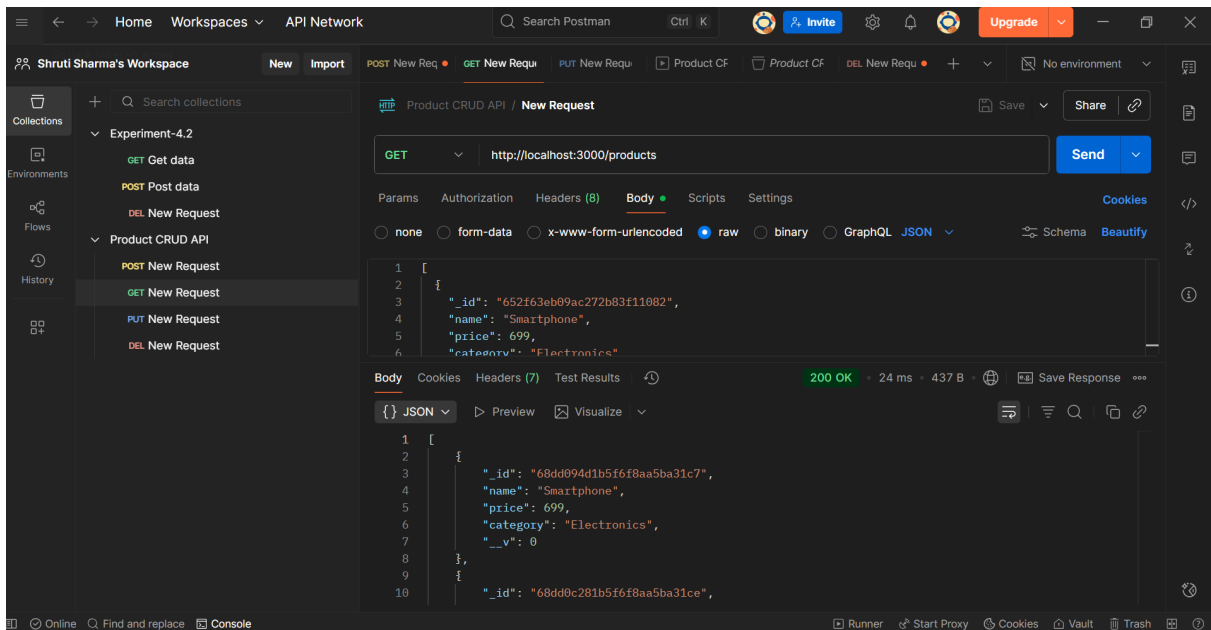 Home Workspaces API Network Search Postman Ctrl K Invite Upgrade
Shruti Sharma's Workspace New Import
POST New Req GET New Requ PUT New Requ Product CF Product CF DEL New Requ No environment
Collections
Environments
Flows
History
Search collections
Experiment-4.2
GET Get data
POST Post data
DEL New Request
Product CRUD API
POST New Request
GET New Request
PUT New Request
DEL New Request
HTTP Product CRUD API / New Request Save Share
GET http://localhost:3000/products Send
Params Authorization Headers (8) Body Scripts Settings Cookies
none form-data x-www-form-urlencoded raw binary GraphQL JSON Schema Beautify
1 [
2 {
3 "_id": "652f63eb09ac272b83f11082",
4 "name": "Smartphone",
5 "price": 699,
6 "category": "Electronics"
Body Cookies Headers (7) Test Results 200 OK 24 ms 437 B e.g. Save Response
{} JSON Preview Visualize
1 [
2 {
3 "_id": "68dd094d1b5f6f8aa5ba31c7",
4 "name": "Smartphone",
5 "price": 699,
6 "category": "Electronics",
7 "__v": 0
8 },
9 {
10 "_id": "68dd0c281b5f6f8aa5ba31ce",
Online Find and replace Console Runner Start Proxy Cookies Vault Trash